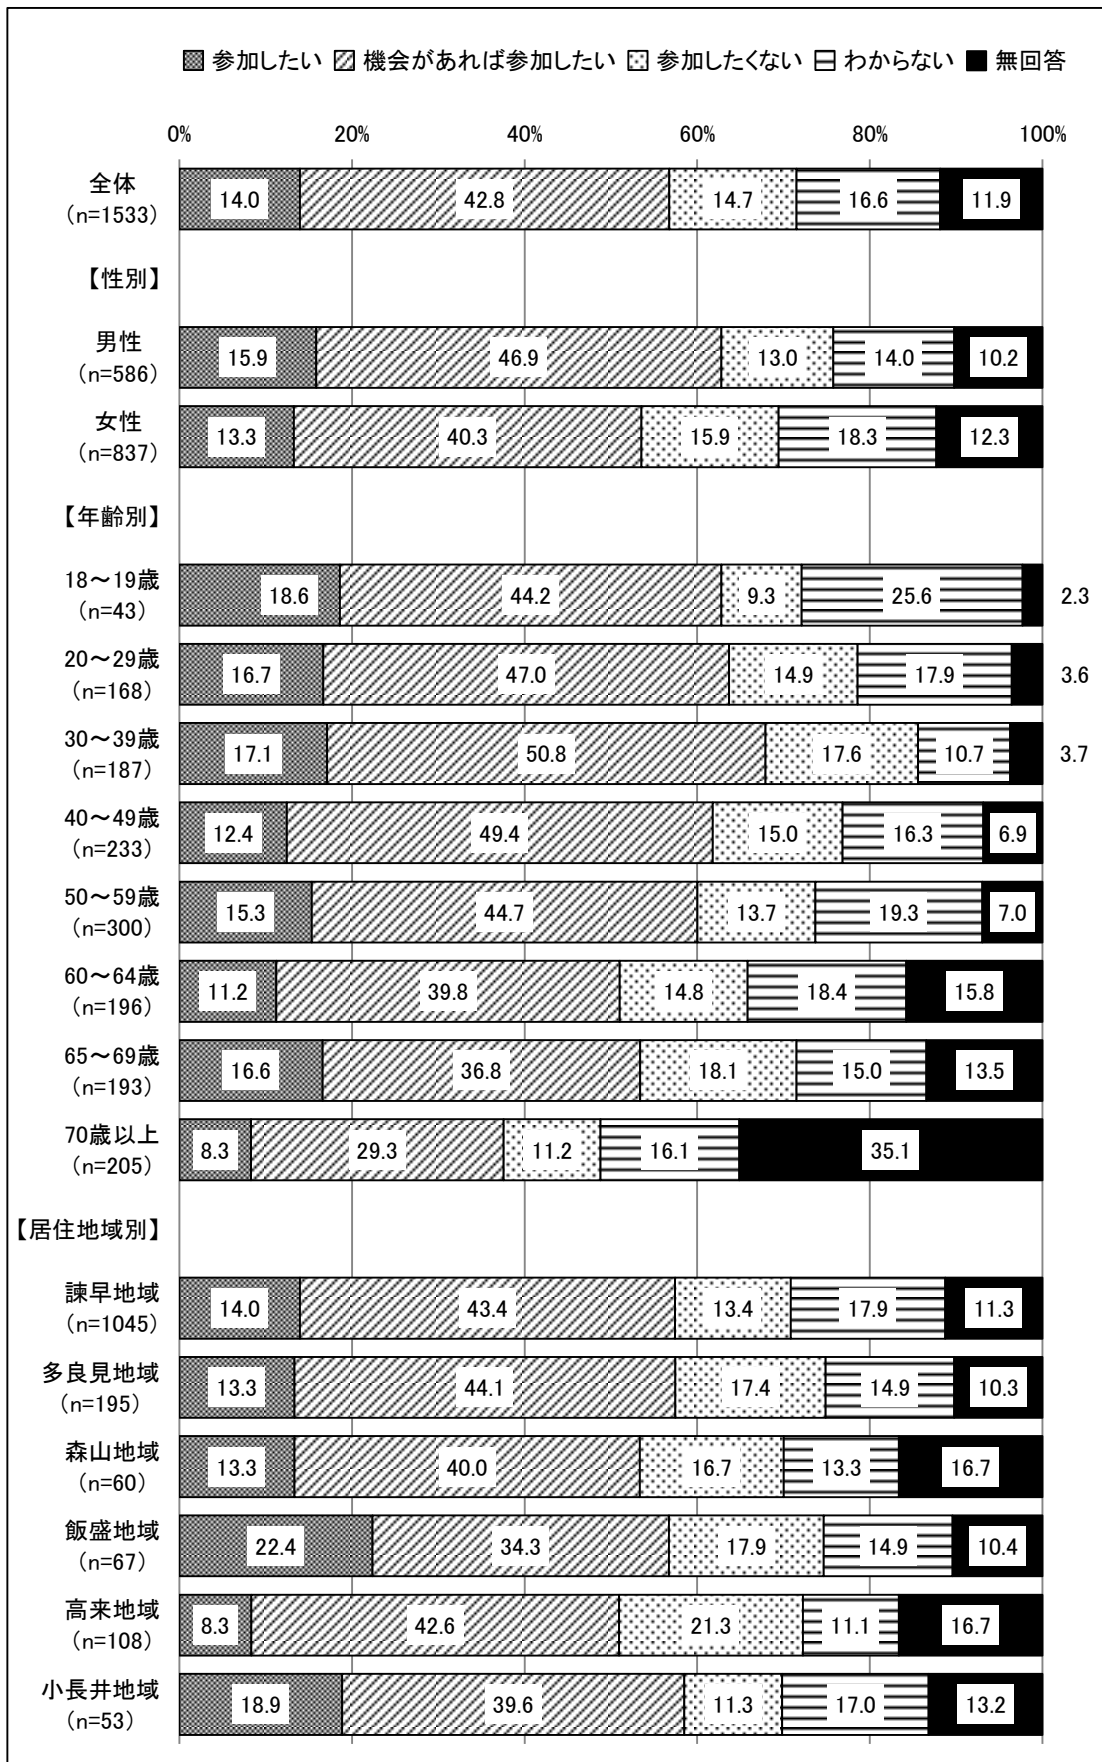 参加したい 機会があれば参加したい 参加したくない わからない 無回答
0% 20% 40% 60% 80% 100%
全体
（n=1533）
14.0 42.8 14.7 16.6 11.9
【性別】
男性
（n=586）
15.9 46.9 13.0 14.0 10.2
女性
（n=837）
13.3 40.3 15.9 18.3 12.3
【年齢別】
18～19歳
（n=43）
18.6 44.2 9.3 25.6 2.3
20～29歳
（n=168）
16.7 47.0 14.9 17.9 3.6
30～39歳
（n=187）
17.1 50.8 17.6 10.7 3.7
40～49歳
（n=233）
12.4 49.4 15.0 16.3 6.9
50～59歳
（n=300）
15.3 44.7 13.7 19.3 7.0
60～64歳
（n=196）
11.2 39.8 14.8 18.4 15.8
65～69歳
（n=193）
16.6 36.8 18.1 15.0 13.5
70歳以上
（n=205）
8.3 29.3 11.2 16.1 35.1
【居住地域別】
諫早地域
（n=1045）
14.0 43.4 13.4 17.9 11.3
多良見地域
（n=195）
13.3 44.1 17.4 14.9 10.3
森山地域
（n=60）
13.3 40.0 16.7 13.3 16.7
飯盛地域
（n=67）
22.4 34.3 17.9 14.9 10.4
高来地域
（n=108）
8.3 42.6 21.3 11.1 16.7
小長井地域
（n=53）
18.9 39.6 11.3 17.0 13.2